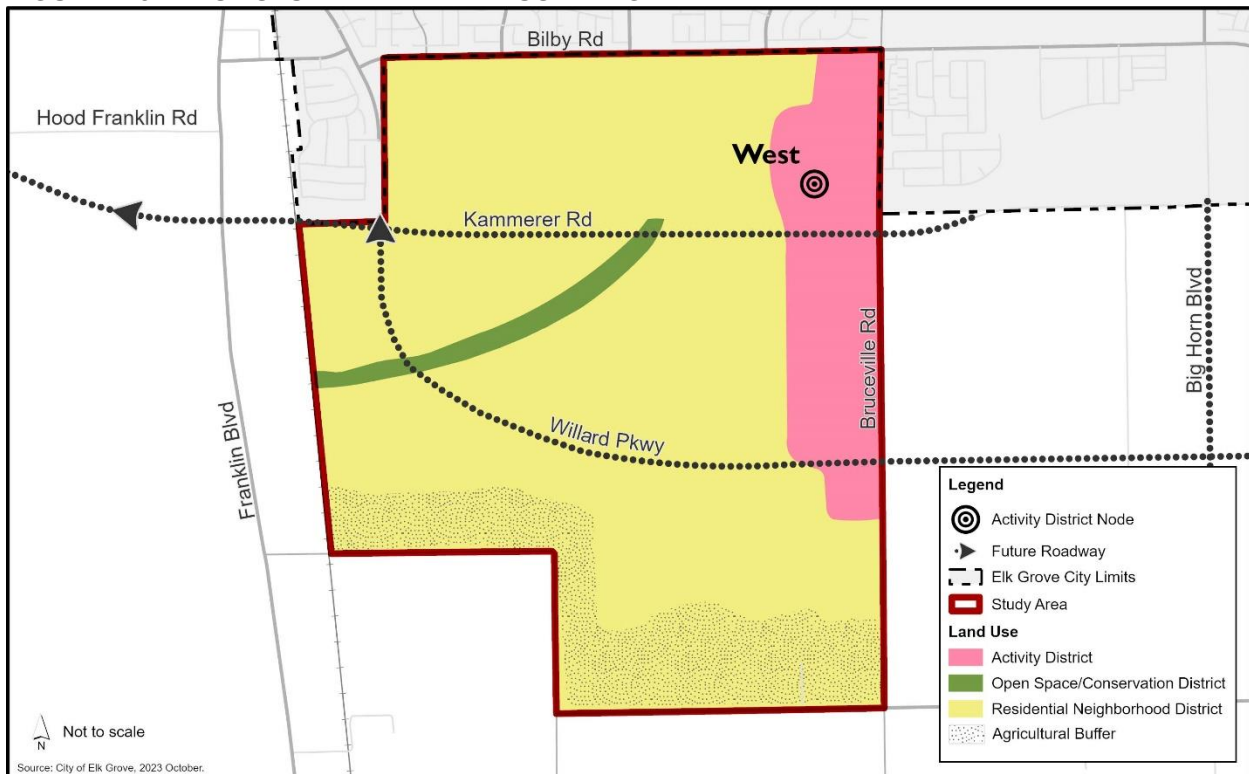 Bilby Rd
Hood Franklin Rd
West
Kammerer Rd
Bruceville Rd
Big Horn Blvd
Franklin Blvd
Willard Pkwy
Legend
Activity District Node
Future Roadway
Elk Grove City Limits
Study Area
Land Use
Activity District
Open Space/Conservation District
Residential Neighborhood District
Agricultural Buffer
N
Not to scale
Source: City of Elk Grove, 2023 October.